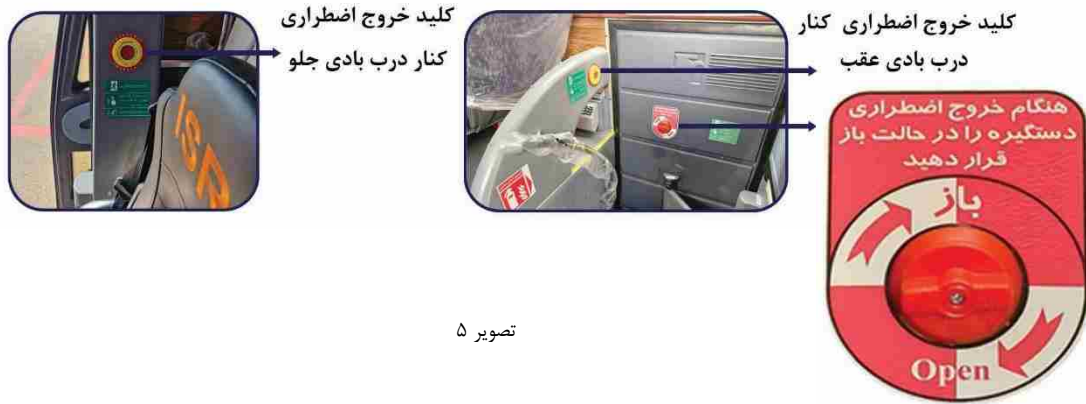 کلید خروج اضطراری
کنار درب بادی جلو
کلید خروج اضطراری کنار
درب بادی عقب
هنگام خروج اضطراری
دستگیره را در حالت باز
قرار دهید
باز
Open
تصویر ۵